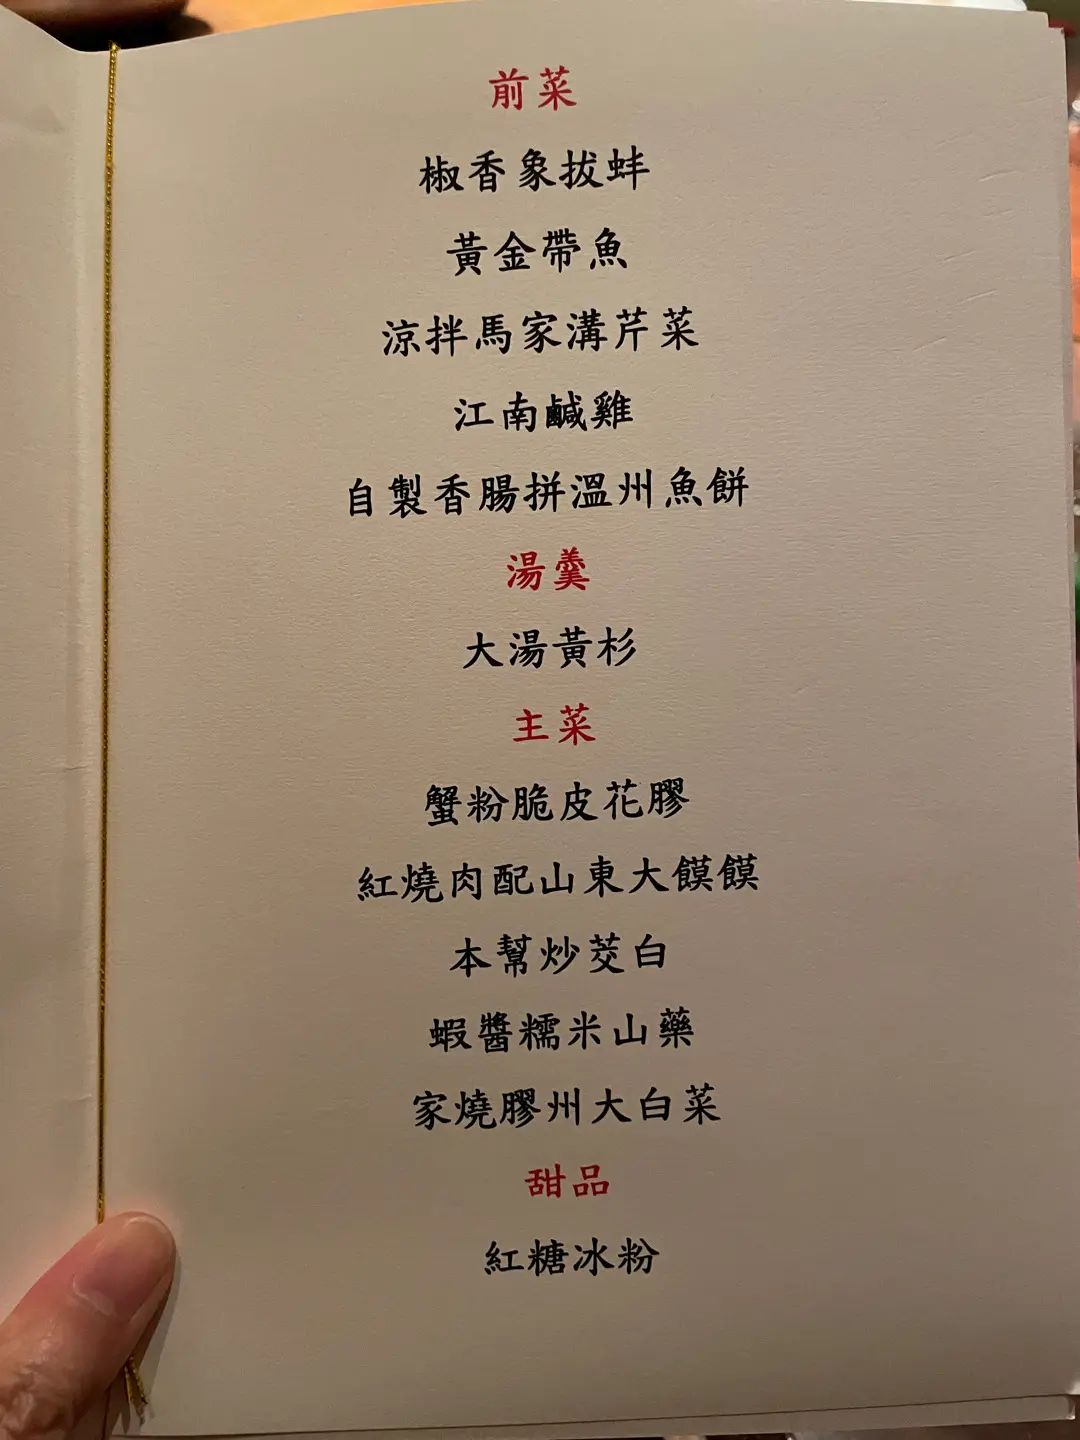 前菜
椒香象拔蚌
黃金帶魚
涼拌馬家溝芹菜
江南鹹雞
自製香腸拼溫州魚餅
湯羹
大湯黃杉
主菜
蟹粉脆皮花膠
紅燒肉配山東大饃饃
本幫炒茭白
蝦醬糯米山藥
家燒膠州大白菜
甜品
紅糖冰粉